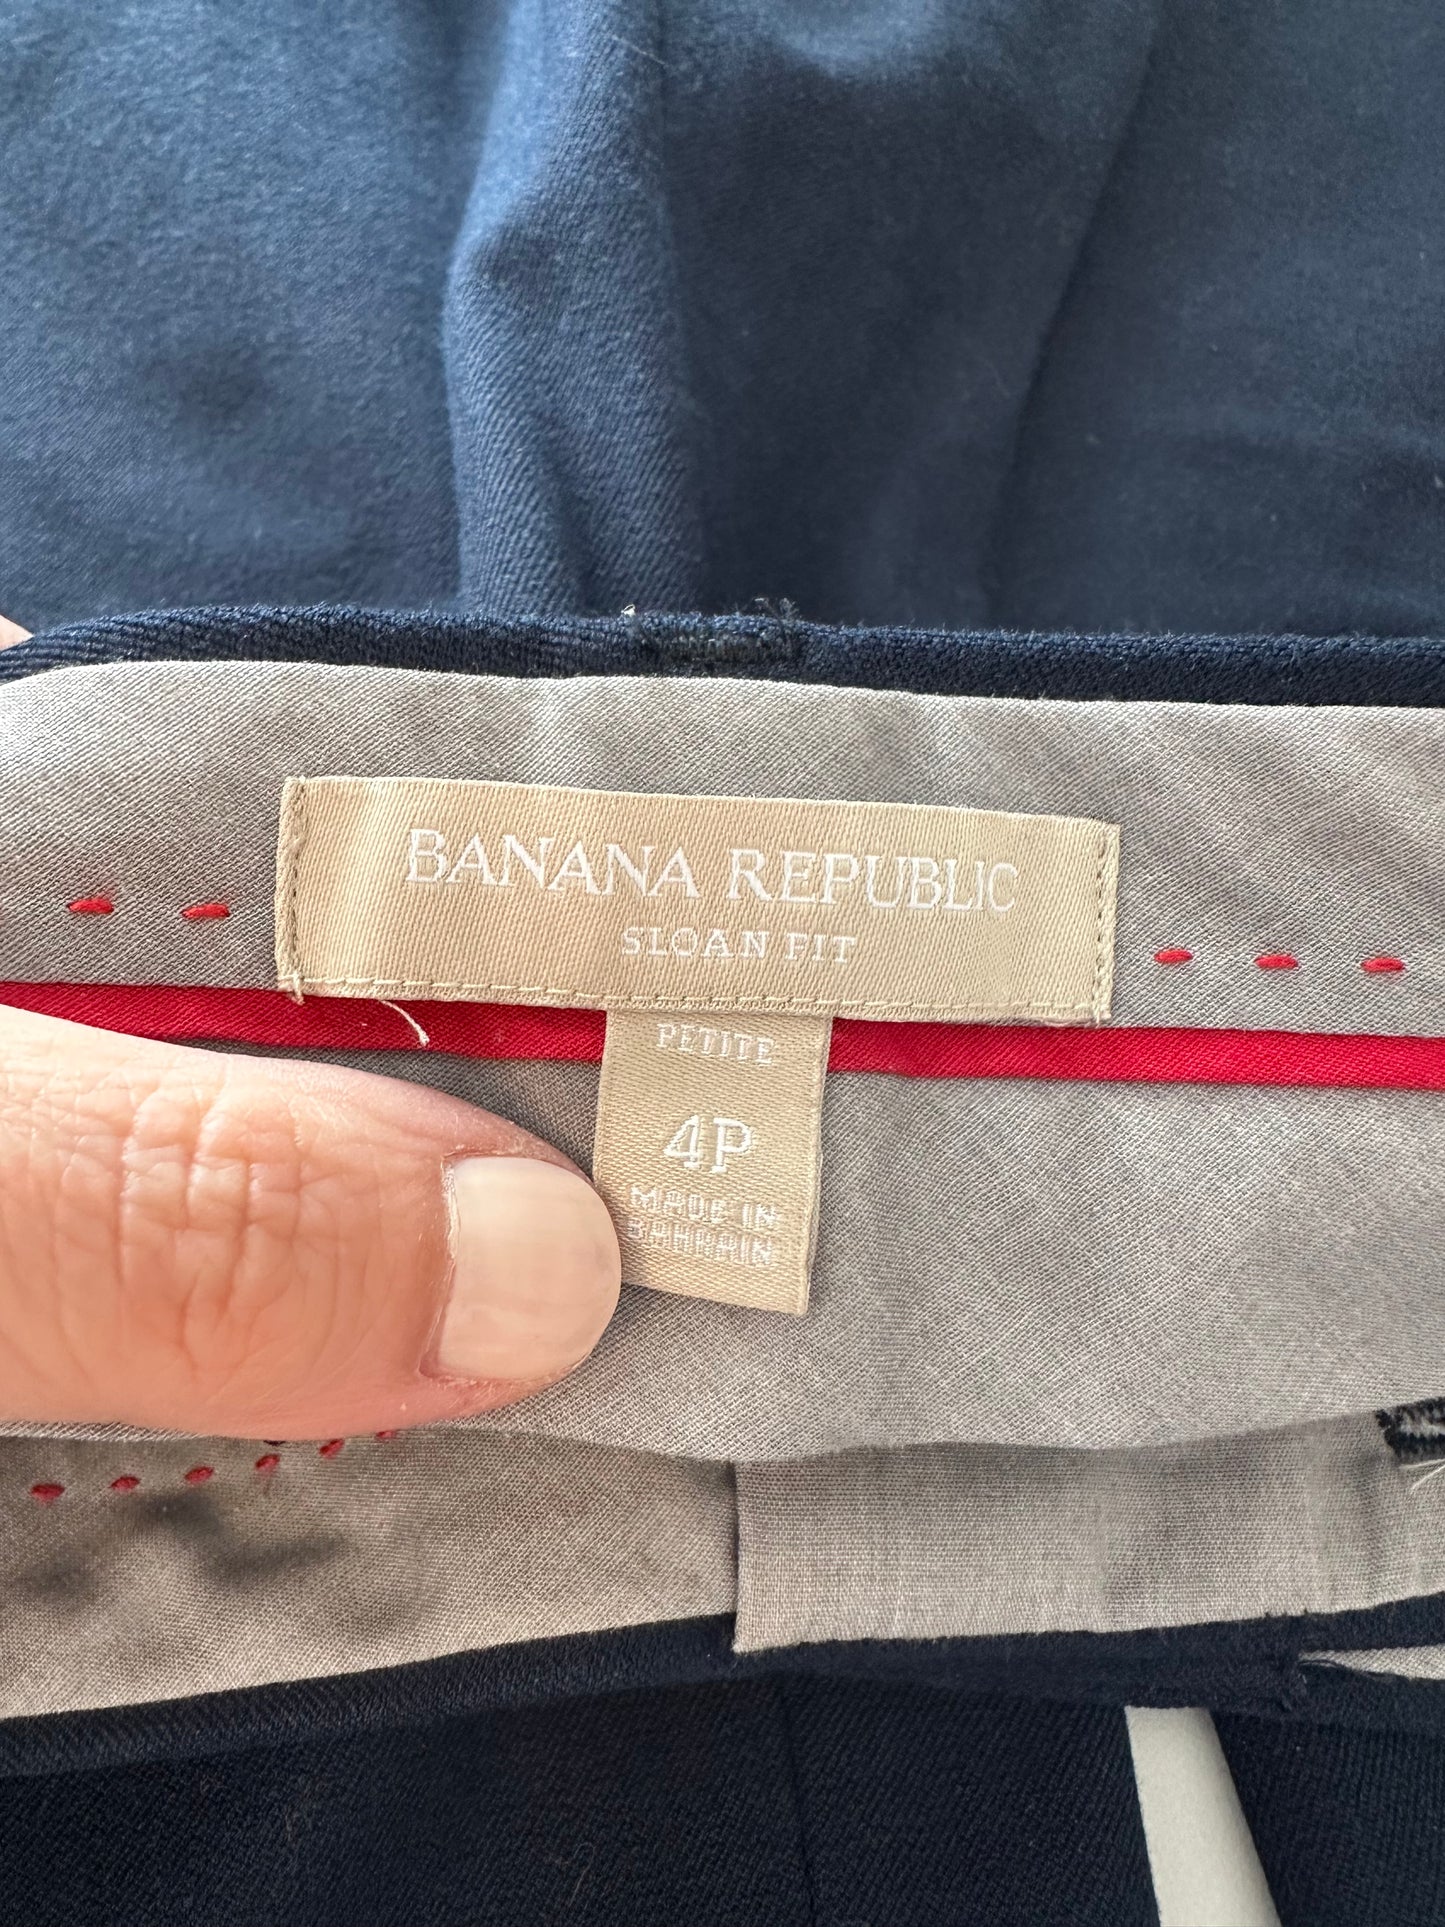 BANANA REPUBLIC
SLOAN FIT
PETITE
4P
MADE IN
BAHRAIN